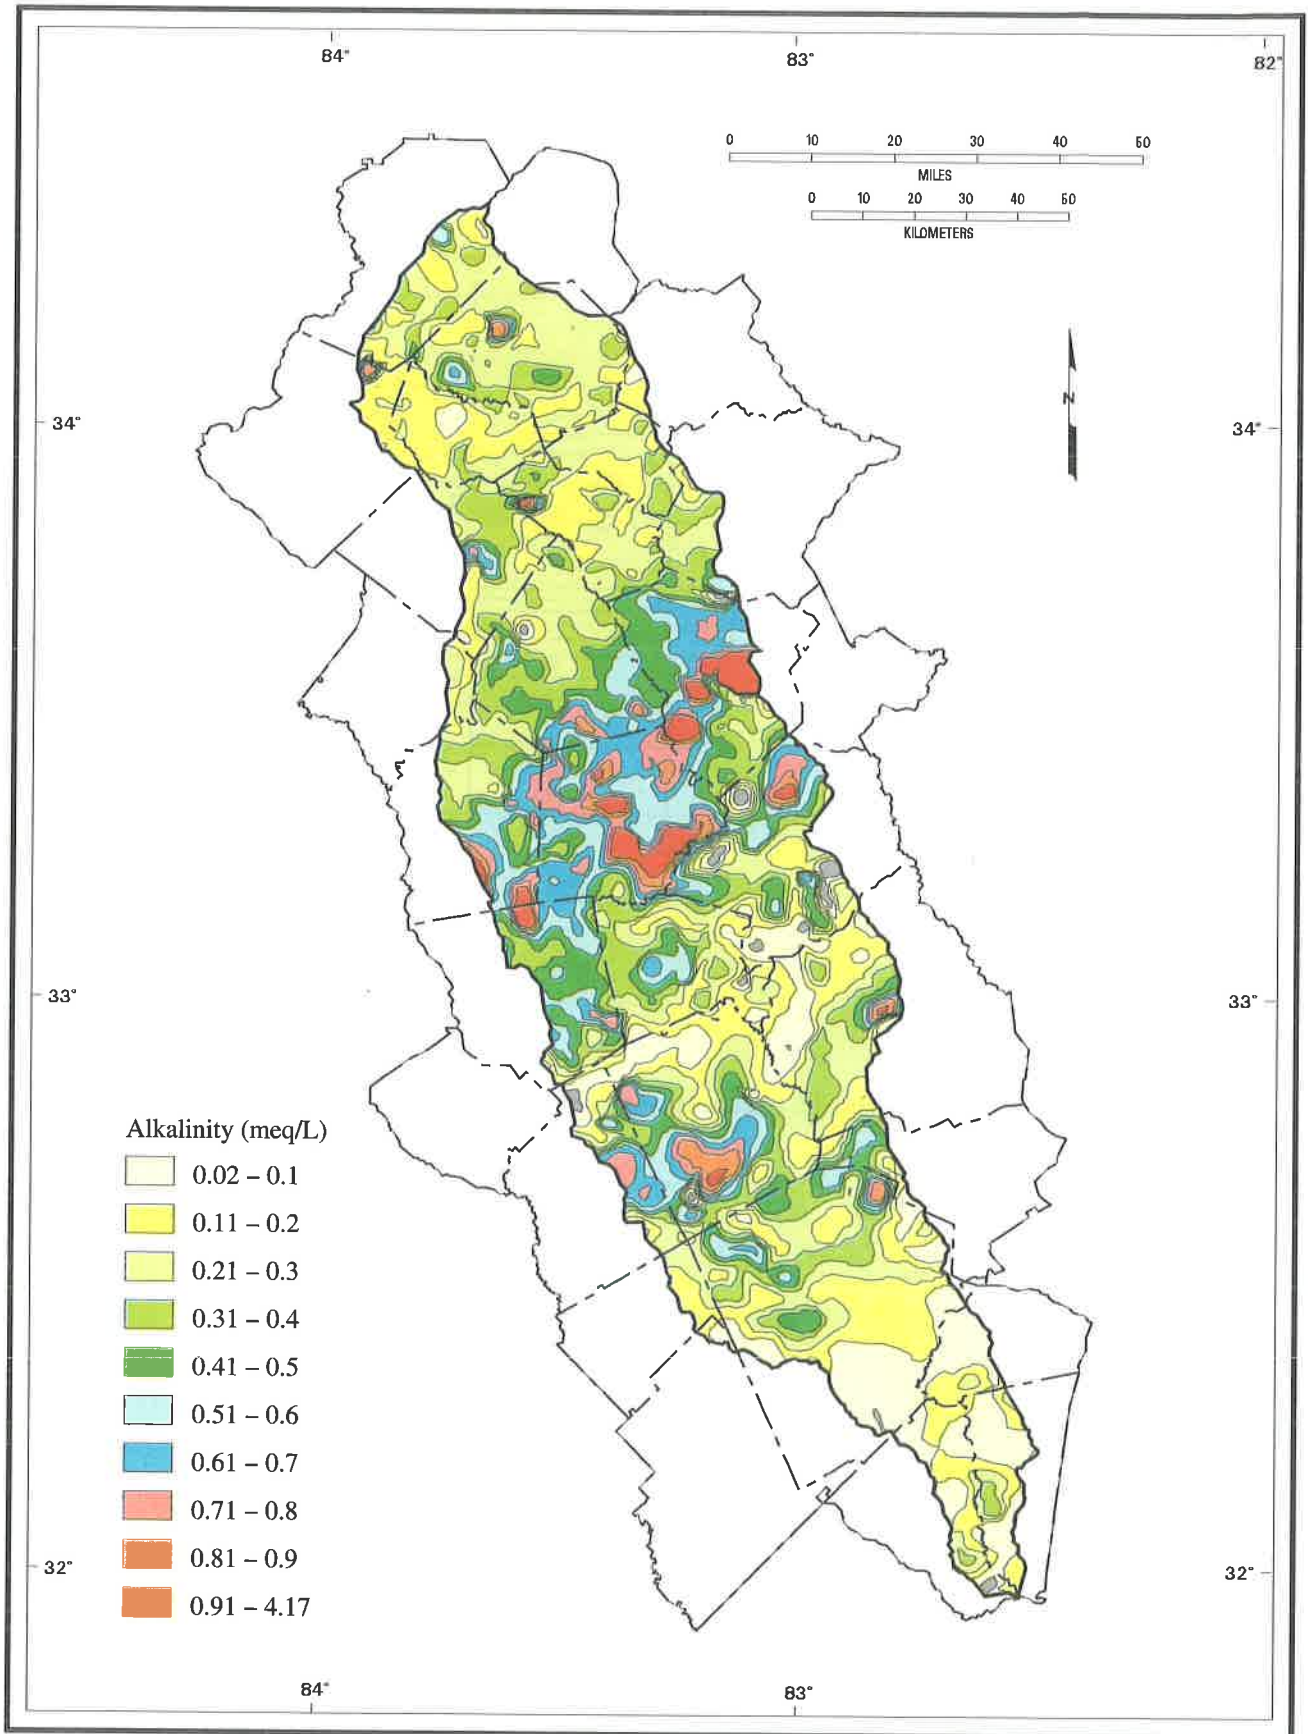 84° 83° 82°
0 10 20 30 40 50
MILES
0 10 20 30 40 50
KILOMETERS
N
34° 34°
33° 33°
Alkalinity (meq/L)
0.02 – 0.1
0.11 – 0.2
0.21 – 0.3
0.31 – 0.4
0.41 – 0.5
0.51 – 0.6
0.61 – 0.7
0.71 – 0.8
0.81 – 0.9
0.91 – 4.17
32° 32°
84° 83°